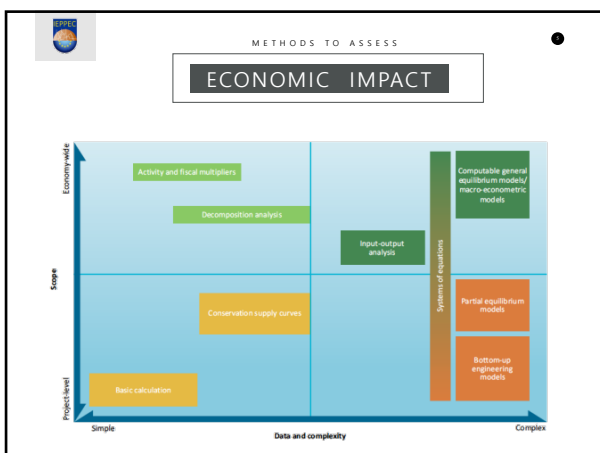 IEPPEC
METHODS TO ASSESS
5
ECONOMIC IMPACT
Economy-wide
Scope
Project-level
Activity and fiscal multipliers
Decomposition analysis
Input-output
analysis
Systems of equations
Computable general
equilibrium models/
macro-econometric
models
Conservation supply curves
Partial equilibrium
models
Basic calculation
Bottom-up
engineering
models
Simple
Data and complexity
Complex